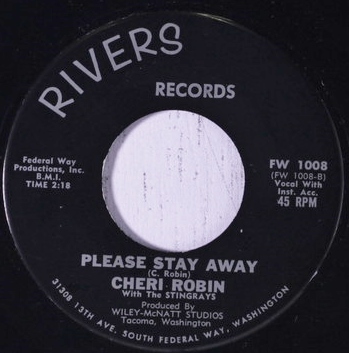 RIVERS
RECORDS
Federal Way
Productions, Inc.
B.M.I.
TIME 2:18
FW 1008
(FW 1008-B)
Vocal With
Inst. Acc.
45 RPM
PLEASE STAY AWAY
(C. Robin)
CHERI ROBIN
With The STINGRAYS
Produced By
WILEY-McNATT STUDIOS
Tacoma, Washington
31308 13TH AVE. SOUTH FEDERAL WAY, WASHINGTON